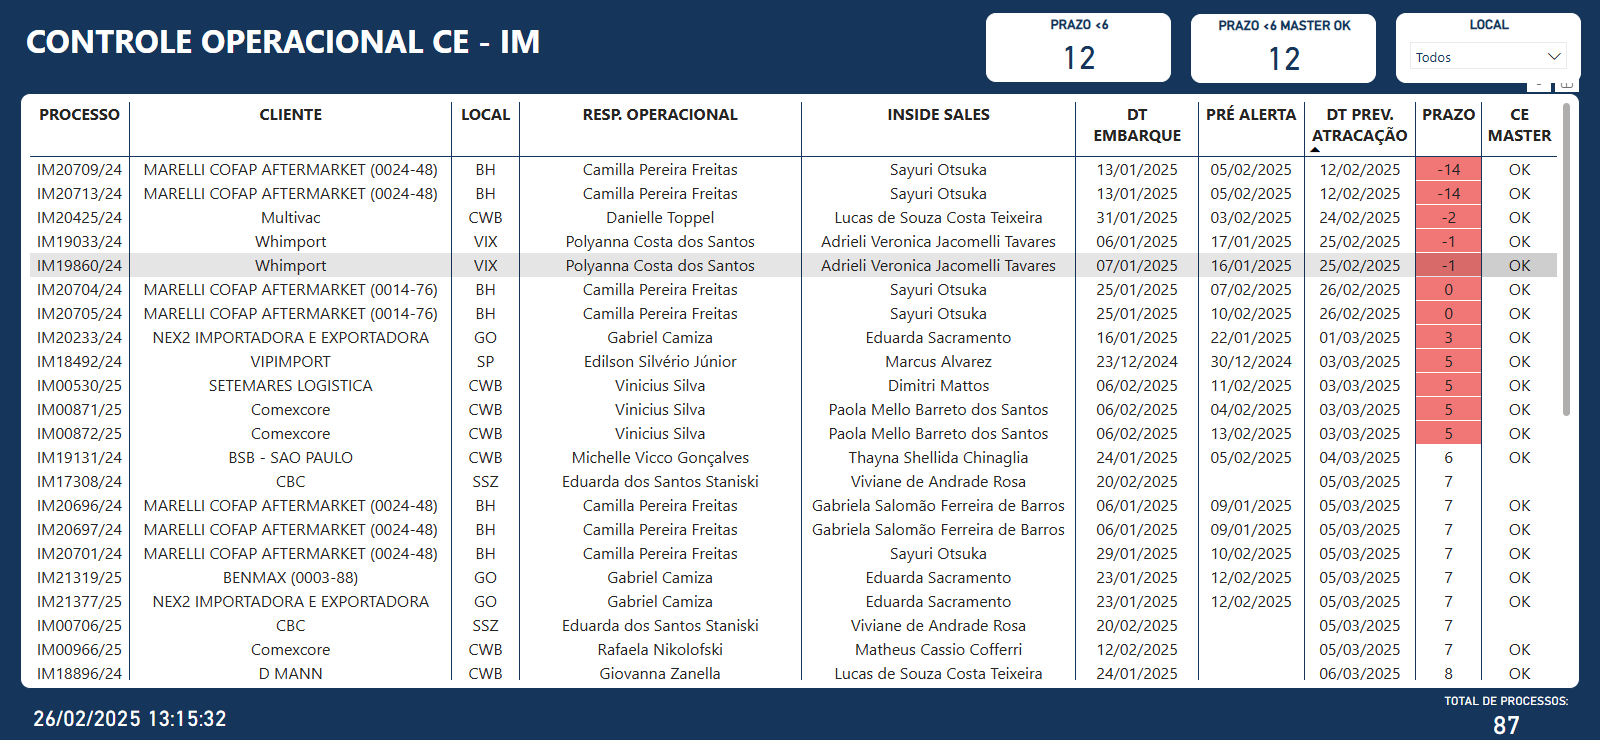 CONTROLE OPERACIONAL CE - IM
PRAZO <6
12
PRAZO <6 MASTER OK
12
LOCAL
Todos
PROCESSO CLIENTE LOCAL RESP. OPERACIONAL INSIDE SALES DT EMBARQUE PRÉ ALERTA DT PREV. ATRACAÇÃO PRAZO CE MASTER
IM20709/24 MARELLI COFAP AFTERMARKET (0024-48) BH Camilla Pereira Freitas Sayuri Otsuka 13/01/2025 05/02/2025 12/02/2025 -14 OK
IM20713/24 MARELLI COFAP AFTERMARKET (0024-48) BH Camilla Pereira Freitas Sayuri Otsuka 13/01/2025 05/02/2025 12/02/2025 -14 OK
IM20425/24 Multivac CWB Danielle Toppel Lucas de Souza Costa Teixeira 31/01/2025 03/02/2025 24/02/2025 -2 OK
IM19033/24 Whimport VIX Polyanna Costa dos Santos Adrieli Veronica Jacomelli Tavares 06/01/2025 17/01/2025 25/02/2025 -1 OK
IM19860/24 Whimport VIX Polyanna Costa dos Santos Adrieli Veronica Jacomelli Tavares 07/01/2025 16/01/2025 25/02/2025 -1 OK
IM20704/24 MARELLI COFAP AFTERMARKET (0014-76) BH Camilla Pereira Freitas Sayuri Otsuka 25/01/2025 07/02/2025 26/02/2025 0 OK
IM20705/24 MARELLI COFAP AFTERMARKET (0014-76) BH Camilla Pereira Freitas Sayuri Otsuka 25/01/2025 10/02/2025 26/02/2025 0 OK
IM20233/24 NEX2 IMPORTADORA E EXPORTADORA GO Gabriel Camiza Eduarda Sacramento 16/01/2025 22/01/2025 01/03/2025 3 OK
IM18492/24 VIPIMPORT SP Edilson Silvério Júnior Marcus Alvarez 23/12/2024 30/12/2024 03/03/2025 5 OK
IM00530/25 SETEMARES LOGISTICA CWB Vinicius Silva Dimitri Mattos 06/02/2025 11/02/2025 03/03/2025 5 OK
IM00871/25 Comexcore CWB Vinicius Silva Paola Mello Barreto dos Santos 06/02/2025 04/02/2025 03/03/2025 5 OK
IM00872/25 Comexcore CWB Vinicius Silva Paola Mello Barreto dos Santos 06/02/2025 13/02/2025 03/03/2025 5 OK
IM19131/24 BSB - SAO PAULO CWB Michelle Vicco Gonçalves Thayna Shellida Chinaglia 24/01/2025 05/02/2025 04/03/2025 6 OK
IM17308/24 CBC SSZ Eduarda dos Santos Staniski Viviane de Andrade Rosa 20/02/2025 05/03/2025 7
IM20696/24 MARELLI COFAP AFTERMARKET (0024-48) BH Camilla Pereira Freitas Gabriela Salomão Ferreira de Barros 06/01/2025 09/01/2025 05/03/2025 7 OK
IM20697/24 MARELLI COFAP AFTERMARKET (0024-48) BH Camilla Pereira Freitas Gabriela Salomão Ferreira de Barros 06/01/2025 09/01/2025 05/03/2025 7 OK
IM20701/24 MARELLI COFAP AFTERMARKET (0024-48) BH Camilla Pereira Freitas Sayuri Otsuka 29/01/2025 10/02/2025 05/03/2025 7 OK
IM21319/25 BENMAX (0003-88) GO Gabriel Camiza Eduarda Sacramento 23/01/2025 12/02/2025 05/03/2025 7 OK
IM21377/25 NEX2 IMPORTADORA E EXPORTADORA GO Gabriel Camiza Eduarda Sacramento 23/01/2025 12/02/2025 05/03/2025 7 OK
IM00706/25 CBC SSZ Eduarda dos Santos Staniski Viviane de Andrade Rosa 20/02/2025 05/03/2025 7
IM00966/25 Comexcore CWB Rafaela Nikolofski Matheus Cassio Cofferri 12/02/2025 05/03/2025 7 OK
IM18896/24 D MANN CWB Giovanna Zanella Lucas de Souza Costa Teixeira 24/01/2025 06/03/2025 8 OK
26/02/2025 13:15:32
TOTAL DE PROCESSOS:
87